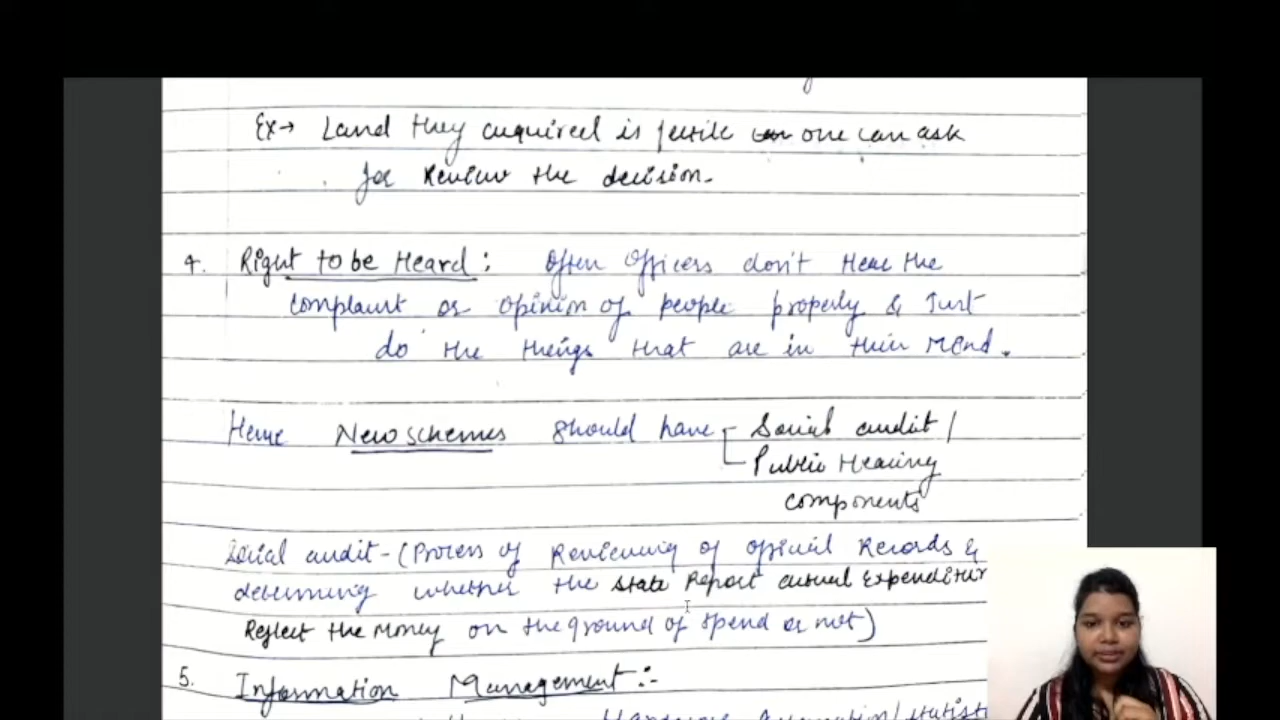 Ex→ Land they acquired is fertile one can ask
for Review the decision.
4. Right to be Heard: Often Officers don't Hear the
complaint or opinion of people properly & Just
do the things that are in their Mind.
Hence New schemes should have Social audit /
Public Hearing
components
Social audit - (Process of Reviewing of official Records &
determining whether the State Report actual Expenditur
Reflect the Money on the ground of spend or not)
5. Information Management:-